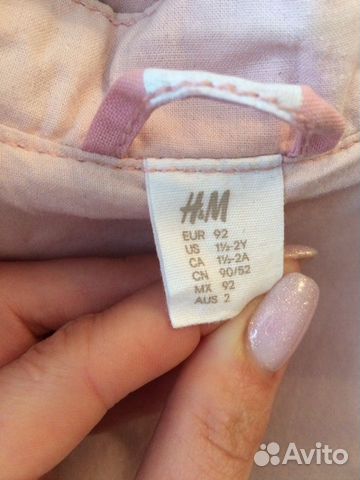 H&M
EUR 92
US 1½-2Y
CA 1½-2A
CN 90/52
MX 92
AUS 2
Avito